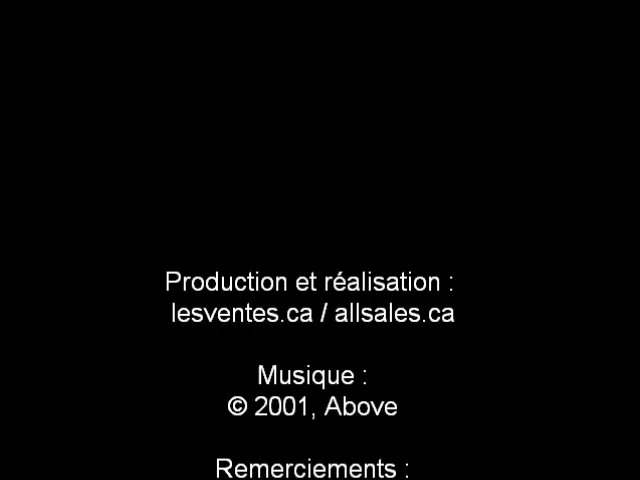 Production et réalisation :
lesventes.ca / allsales.ca
Musique :
© 2001, Above
Remerciements :